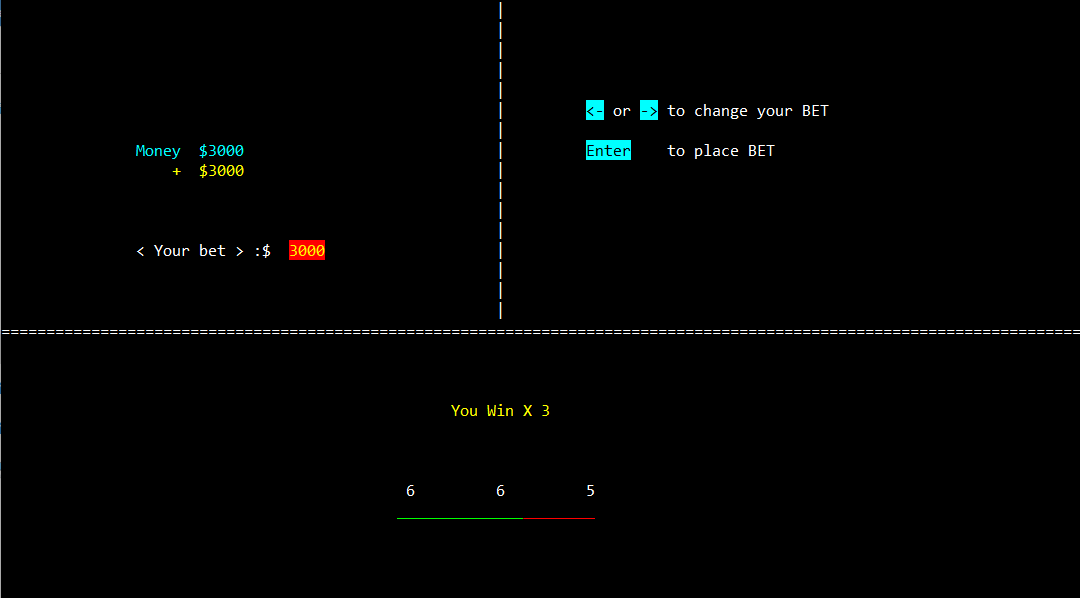 Money $3000
+ $3000
< Your bet > :$ 3000
<- or -> to change your BET
Enter to place BET
========================================================================================================================
You Win X 3
6 6 5